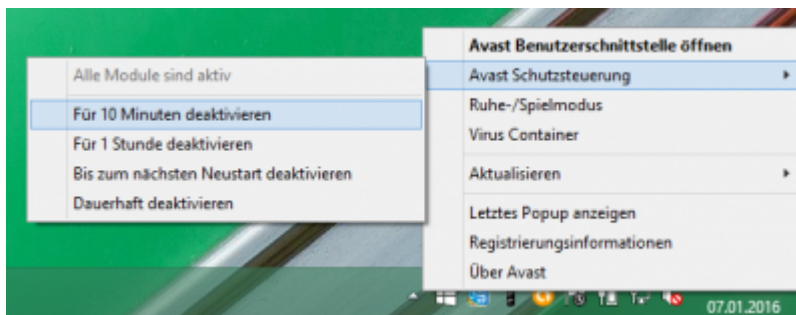 Avast Benutzerschnittstelle öffnen
Avast Schutzsteuerung
Ruhe-/Spielmodus
Virus Container
Aktualisieren
Letztes Popup anzeigen
Registrierungsinformationen
Über Avast
Alle Module sind aktiv
Für 10 Minuten deaktivieren
Für 1 Stunde deaktivieren
Bis zum nächsten Neustart deaktivieren
Dauerhaft deaktivieren
07.01.2016